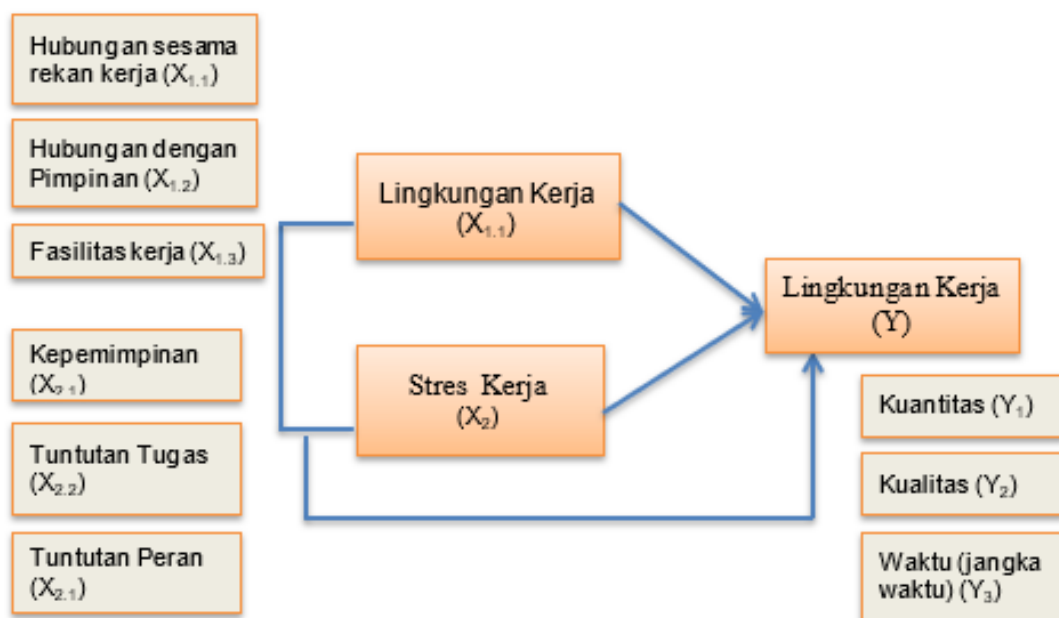 Hubungan sesama
rekan kerja (X₁.₁)
Hubungan dengan
Pimpinan (X₁.₂)
Fasilitas kerja (X₁.₃)
Kepemimpinan
(X₂.₁)
Tuntutan Tugas
(X₂.₂)
Tuntutan Peran
(X₂.₁)
Lingkungan Kerja
(X₁.₁)
Stres Kerja
(X₂)
Lingkungan Kerja
(Y)
Kuantitas (Y₁)
Kualitas (Y₂)
Waktu (jangka
waktu) (Y₃)